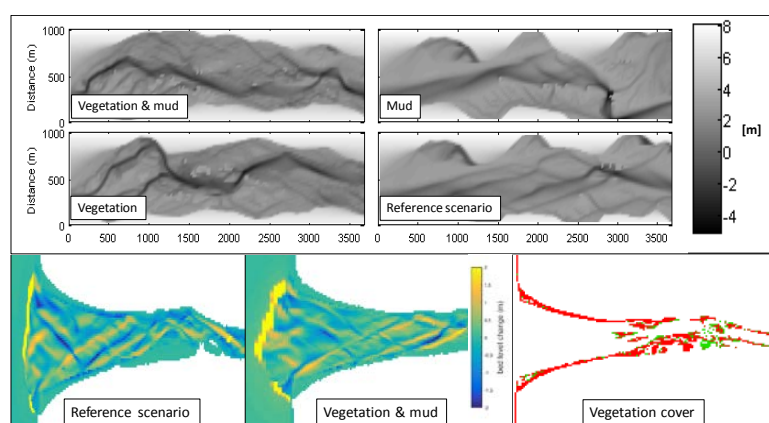 1000
500
0
Distance (m)
Vegetation & mud
Mud
8
6
4
2
0
-2
-4
[m]
1000
500
0
Distance (m)
Vegetation
Reference scenario
0 500 1000 1500 2000 2500 3000 3500
0 500 1000 1500 2000 2500 3000 3500
bed level change (m)
Reference scenario
Vegetation & mud
Vegetation cover